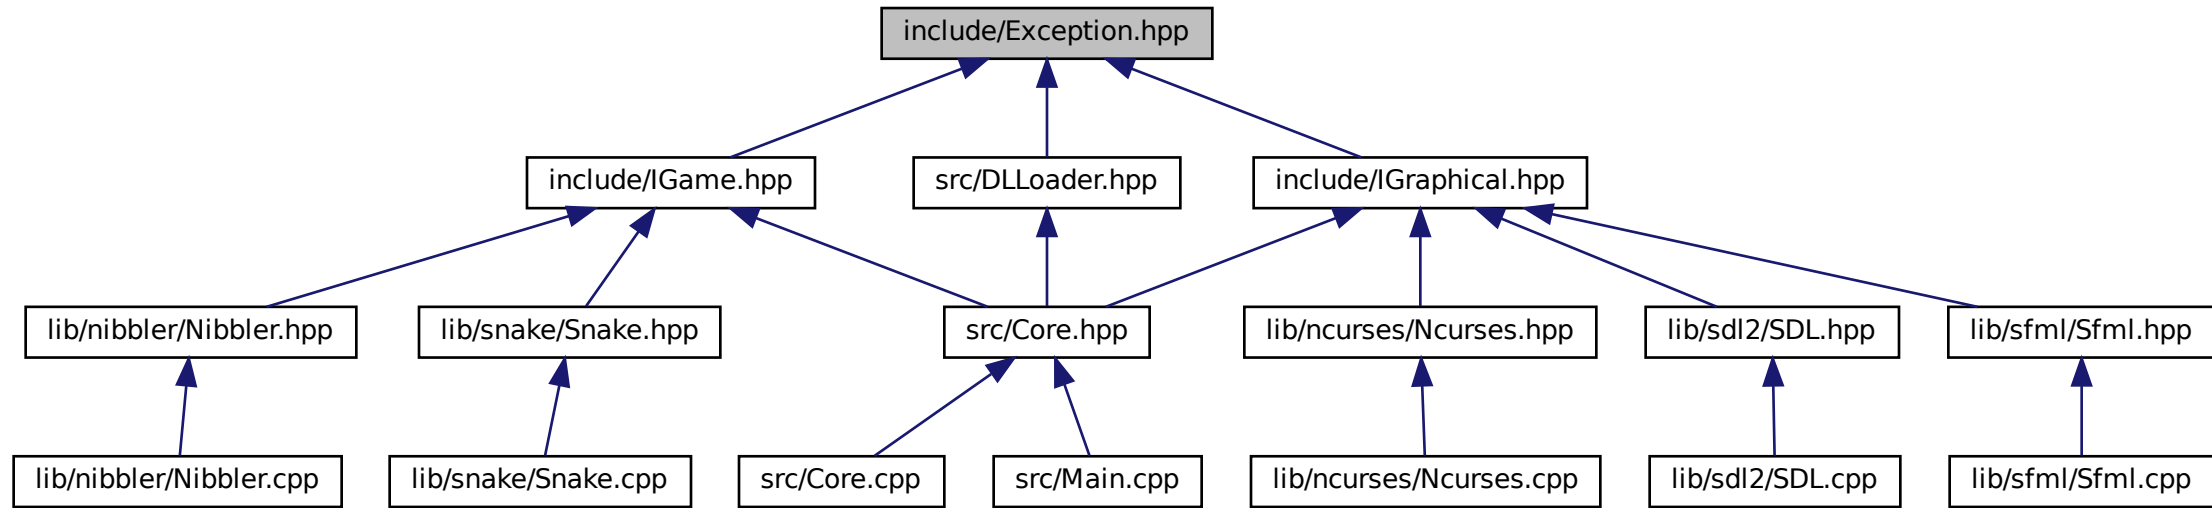 include/Exception.hpp
include/IGame.hpp
src/DLLoader.hpp
include/IGraphical.hpp
lib/nibbler/Nibbler.hpp
lib/snake/Snake.hpp
src/Core.hpp
lib/ncurses/Ncurses.hpp
lib/sdl2/SDL.hpp
lib/sfml/Sfml.hpp
lib/nibbler/Nibbler.cpp
lib/snake/Snake.cpp
src/Core.cpp
src/Main.cpp
lib/ncurses/Ncurses.cpp
lib/sdl2/SDL.cpp
lib/sfml/Sfml.cpp